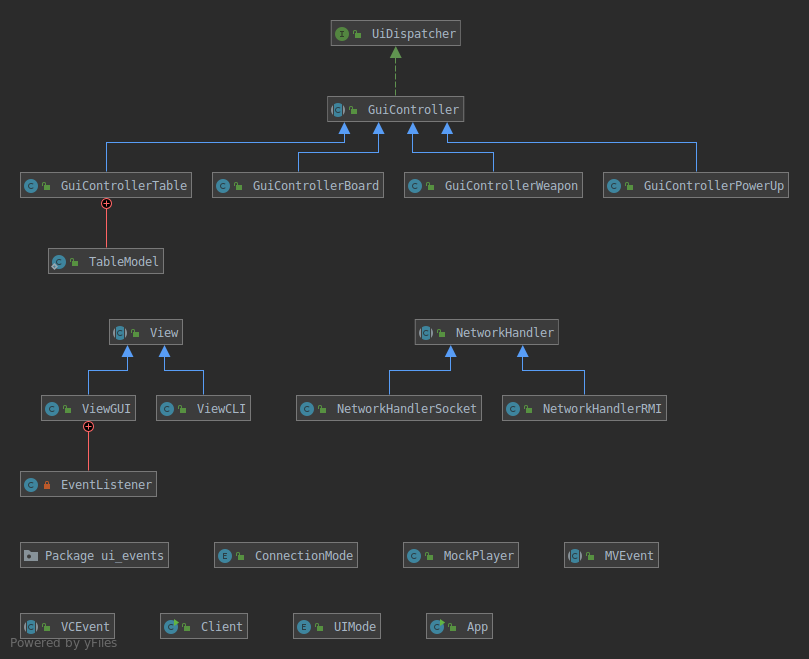 UiDispatcher
GuiController
GuiControllerTable
GuiControllerBoard
GuiControllerWeapon
GuiControllerPowerUp
TableModel
View
NetworkHandler
ViewGUI
ViewCLI
NetworkHandlerSocket
NetworkHandlerRMI
EventListener
Package ui_events
ConnectionMode
MockPlayer
MVEvent
VCEvent
Client
UIMode
App
Powered by yFiles